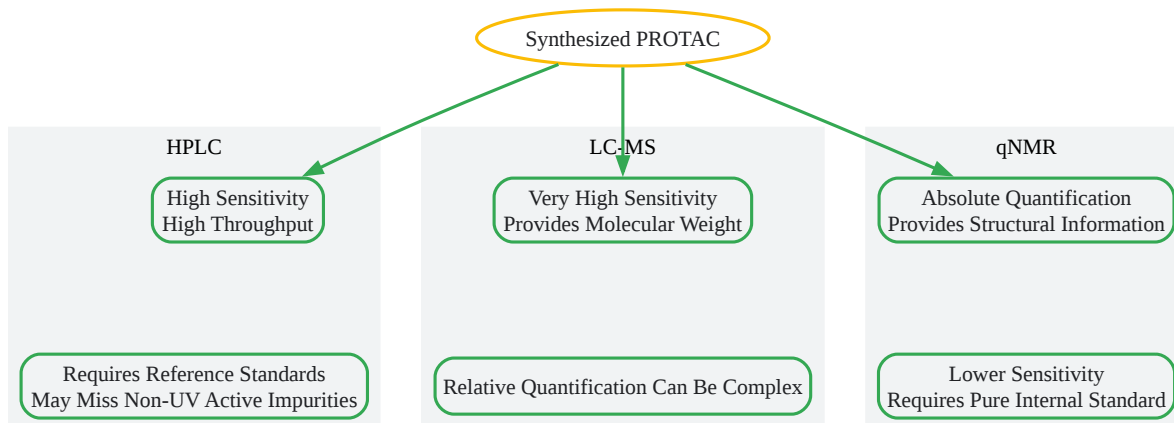 Synthesized PROTAC
HPLC
High Sensitivity
High Throughput
Requires Reference Standards
May Miss Non-UV Active Impurities
LC-MS
Very High Sensitivity
Provides Molecular Weight
Relative Quantification Can Be Complex
qNMR
Absolute Quantification
Provides Structural Information
Lower Sensitivity
Requires Pure Internal Standard